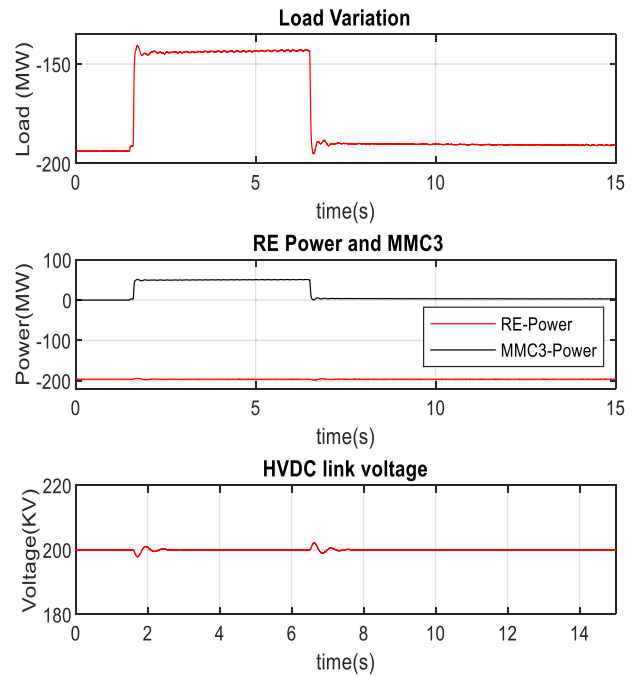 Load Variation
Load (MW)
-150
-200
0 5 10 15
time(s)
RE Power and MMC3
Power(MW)
100
0
-100
-200
RE-Power
MMC3-Power
0 5 10 15
time(s)
HVDC link voltage
Voltage(KV)
220
200
180
0 2 4 6 8 10 12 14
time(s)